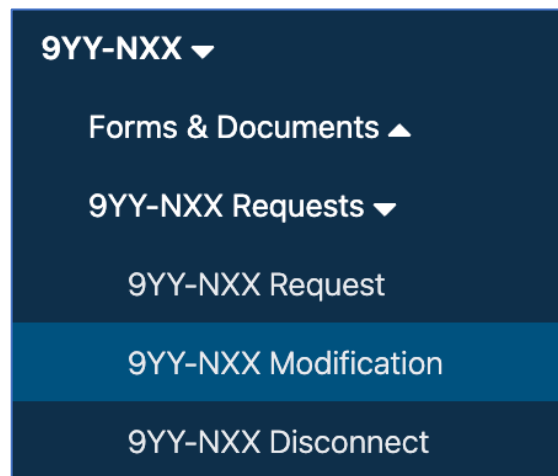 9YY-NXX
Forms & Documents
9YY-NXX Requests
9YY-NXX Request
9YY-NXX Modification
9YY-NXX Disconnect